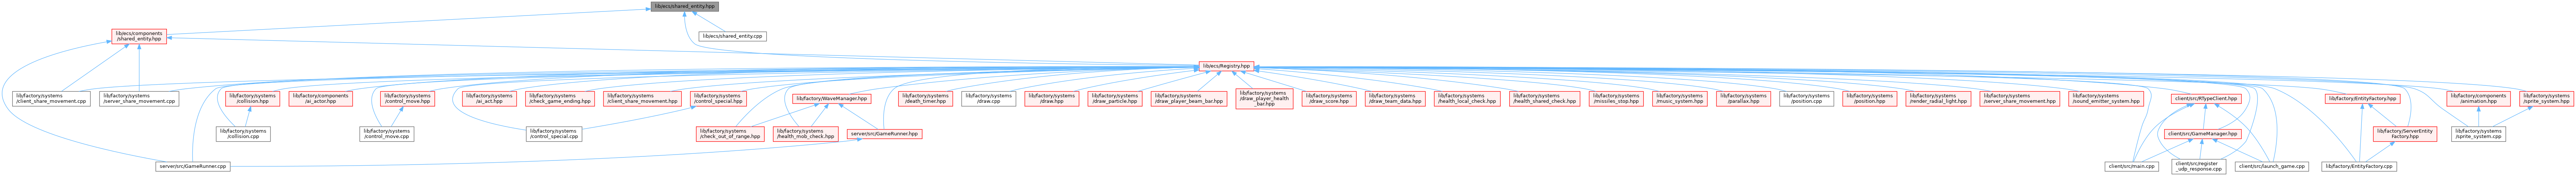 lib/ecs/shared_entity.hpp
lib/ecs/components
/shared_entity.hpp
lib/ecs/shared_entity.cpp
lib/ecs/Registry.hpp
lib/factory/systems
/client_share_movement.cpp
lib/factory/systems
/server_share_movement.cpp
lib/factory/systems
/collision.hpp
lib/factory/components
/ai_actor.hpp
lib/factory/systems
/control_move.hpp
lib/factory/systems
/ai_act.hpp
lib/factory/systems
/check_game_ending.hpp
lib/factory/systems
/client_share_movement.hpp
lib/factory/systems
/control_special.hpp
lib/factory/WaveManager.hpp
lib/factory/systems
/death_timer.hpp
lib/factory/systems
/draw.cpp
lib/factory/systems
/draw.hpp
lib/factory/systems
/draw_particle.hpp
lib/factory/systems
/draw_player_beam_bar.hpp
lib/factory/systems
/draw_player_health
_bar.hpp
lib/factory/systems
/draw_score.hpp
lib/factory/systems
/draw_team_data.hpp
lib/factory/systems
/health_local_check.hpp
lib/factory/systems
/health_shared_check.hpp
lib/factory/systems
/missiles_stop.hpp
lib/factory/systems
/music_system.hpp
lib/factory/systems
/parallax.hpp
lib/factory/systems
/position.cpp
lib/factory/systems
/position.hpp
lib/factory/systems
/render_radial_light.hpp
lib/factory/systems
/server_share_movement.hpp
lib/factory/systems
/sound_emitter_system.hpp
client/src/RTypeClient.hpp
lib/factory/EntityFactory.hpp
lib/factory/components
/animation.hpp
lib/factory/systems
/sprite_system.hpp
lib/factory/systems
/collision.cpp
lib/factory/systems
/control_move.cpp
lib/factory/systems
/control_special.cpp
lib/factory/systems
/check_out_of_range.hpp
lib/factory/systems
/health_mob_check.hpp
server/src/GameRunner.hpp
client/src/GameManager.hpp
lib/factory/ServerEntity
Factory.hpp
lib/factory/systems
/sprite_system.cpp
server/src/GameRunner.cpp
client/src/main.cpp
client/src/register
_udp_response.cpp
client/src/launch_game.cpp
lib/factory/EntityFactory.cpp